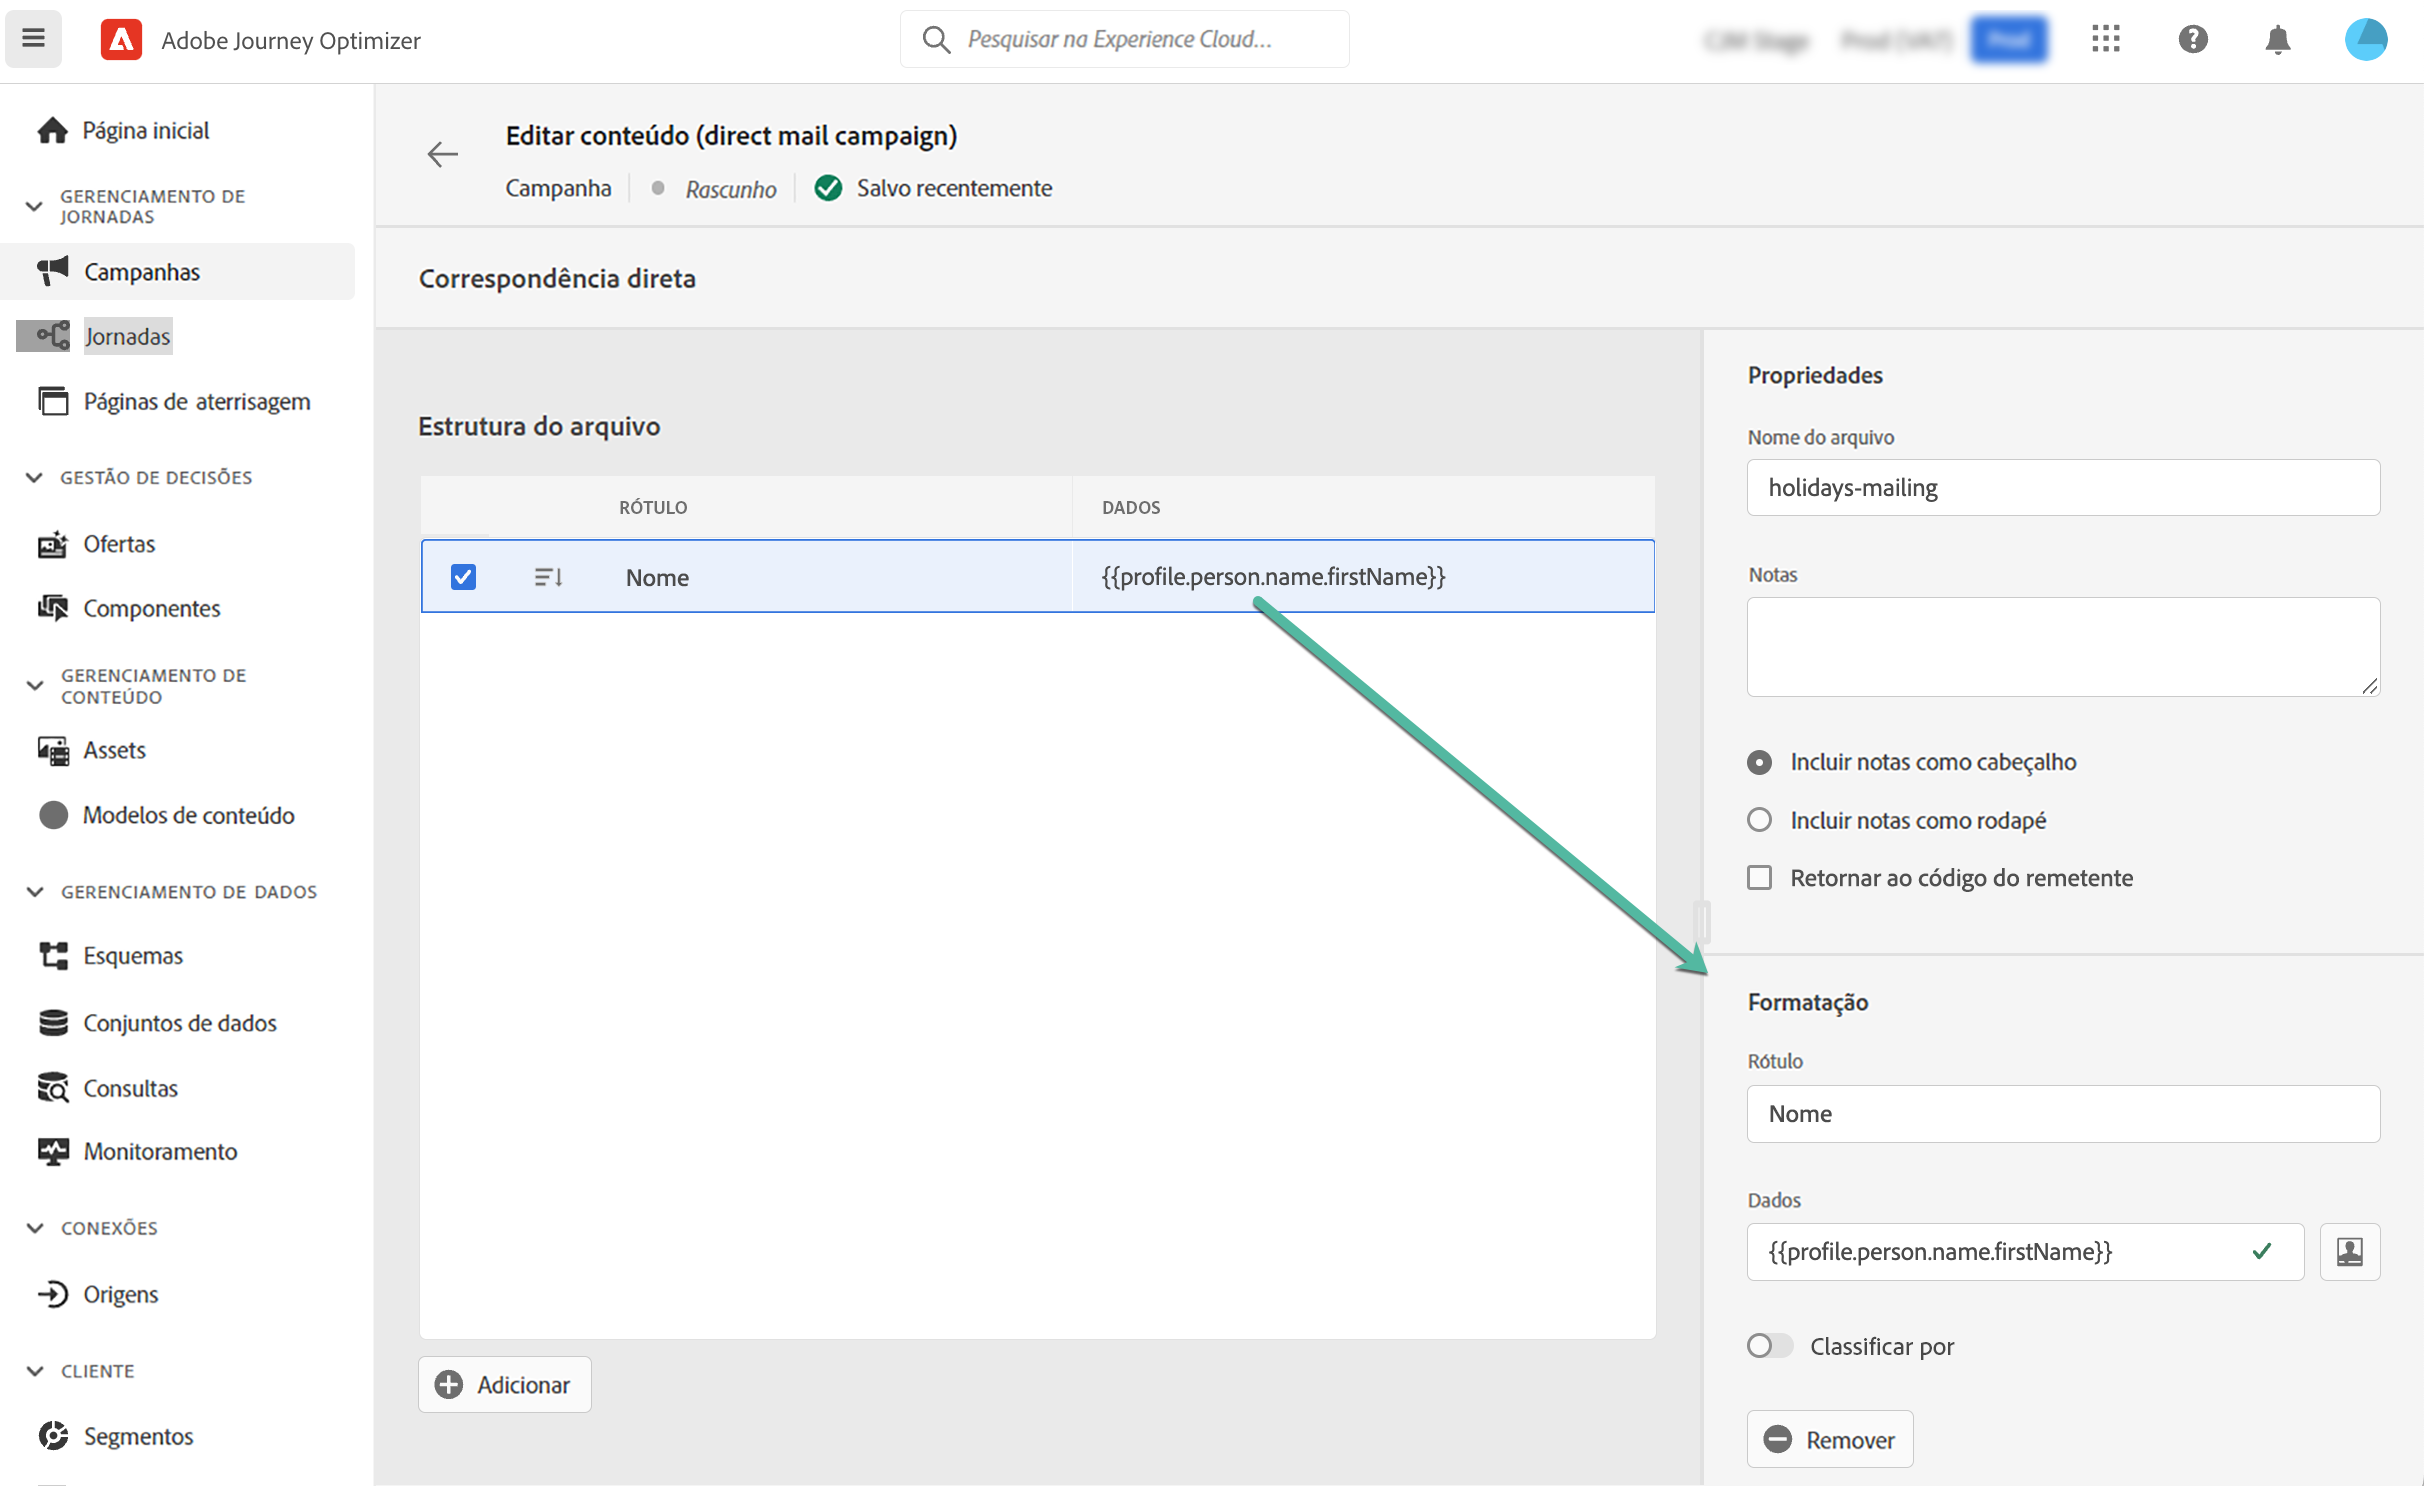 Adobe Journey Optimizer
Pesquisar na Experience Cloud...
Página inicial
GERENCIAMENTO DE
JORNADAS
Campanhas
Jornadas
Páginas de aterrisagem
GESTÃO DE DECISÕES
Ofertas
Componentes
GERENCIAMENTO DE
CONTEÚDO
Assets
Modelos de conteúdo
GERENCIAMENTO DE DADOS
Esquemas
Conjuntos de dados
Consultas
Monitoramento
CONEXÕES
Origens
CLIENTE
Segmentos
Editar conteúdo (direct mail campaign)
Campanha
Rascunho
Salvo recentemente
Correspondência direta
Estrutura do arquivo
RÓTULO DADOS
Nome {{profile.person.name.firstName}}
Adicionar
Propriedades
Nome do arquivo
holidays-mailing
Notas
Incluir notas como cabeçalho
Incluir notas como rodapé
Retornar ao código do remetente
Formatação
Rótulo
Nome
Dados
{{profile.person.name.firstName}}
Classificar por
Remover